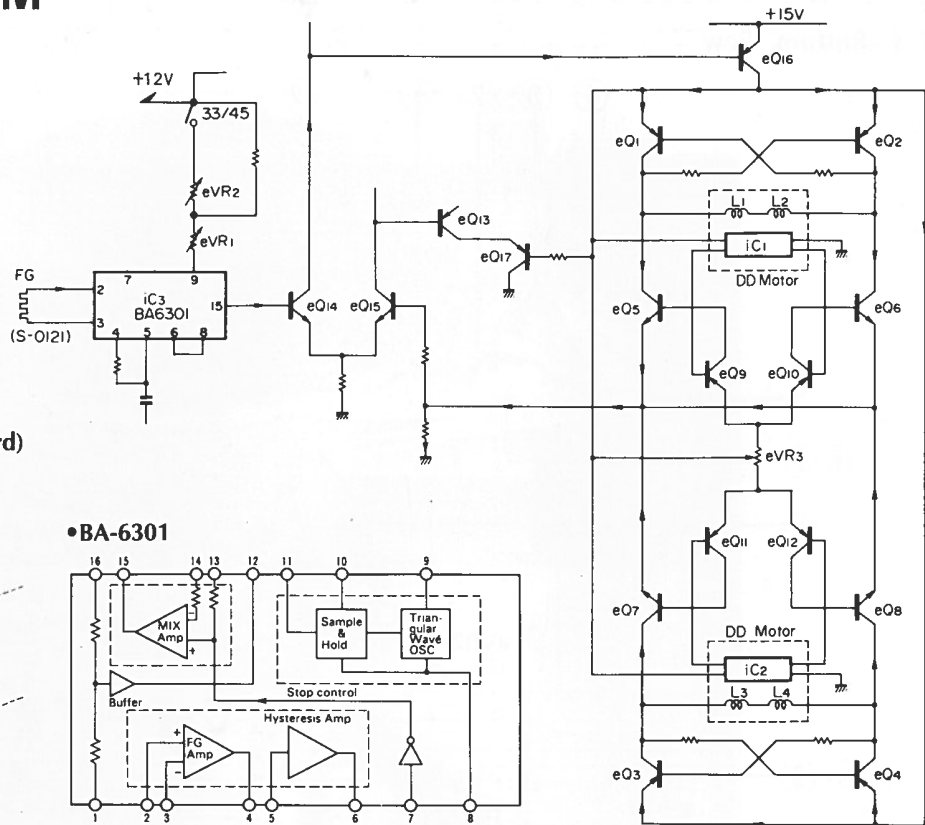 M
+15V
eQ16
+12V
33/45
eVR2
eVR1
FG
(S-0121)
2
3
7
9
iC3
BA6301
15
4
5
6
8
eQ14
eQ15
eQ13
eQ17
eQ1
eQ2
L1
L2
iC1
DD Motor
eQ5
eQ6
eQ9
eQ10
eVR3
eQ11
eQ12
eQ7
eQ8
DD Motor
iC2
L3
L4
eQ3
eQ4
rd)
•BA-6301
16
15
14
13
12
11
10
9
MIX
Amp
−
+
Sample
&
Hold
Trian-
gular
Wave
OSC
Buffer
Stop control
Hysteresis Amp
+
FG
Amp
−
1
2
3
4
5
6
7
8